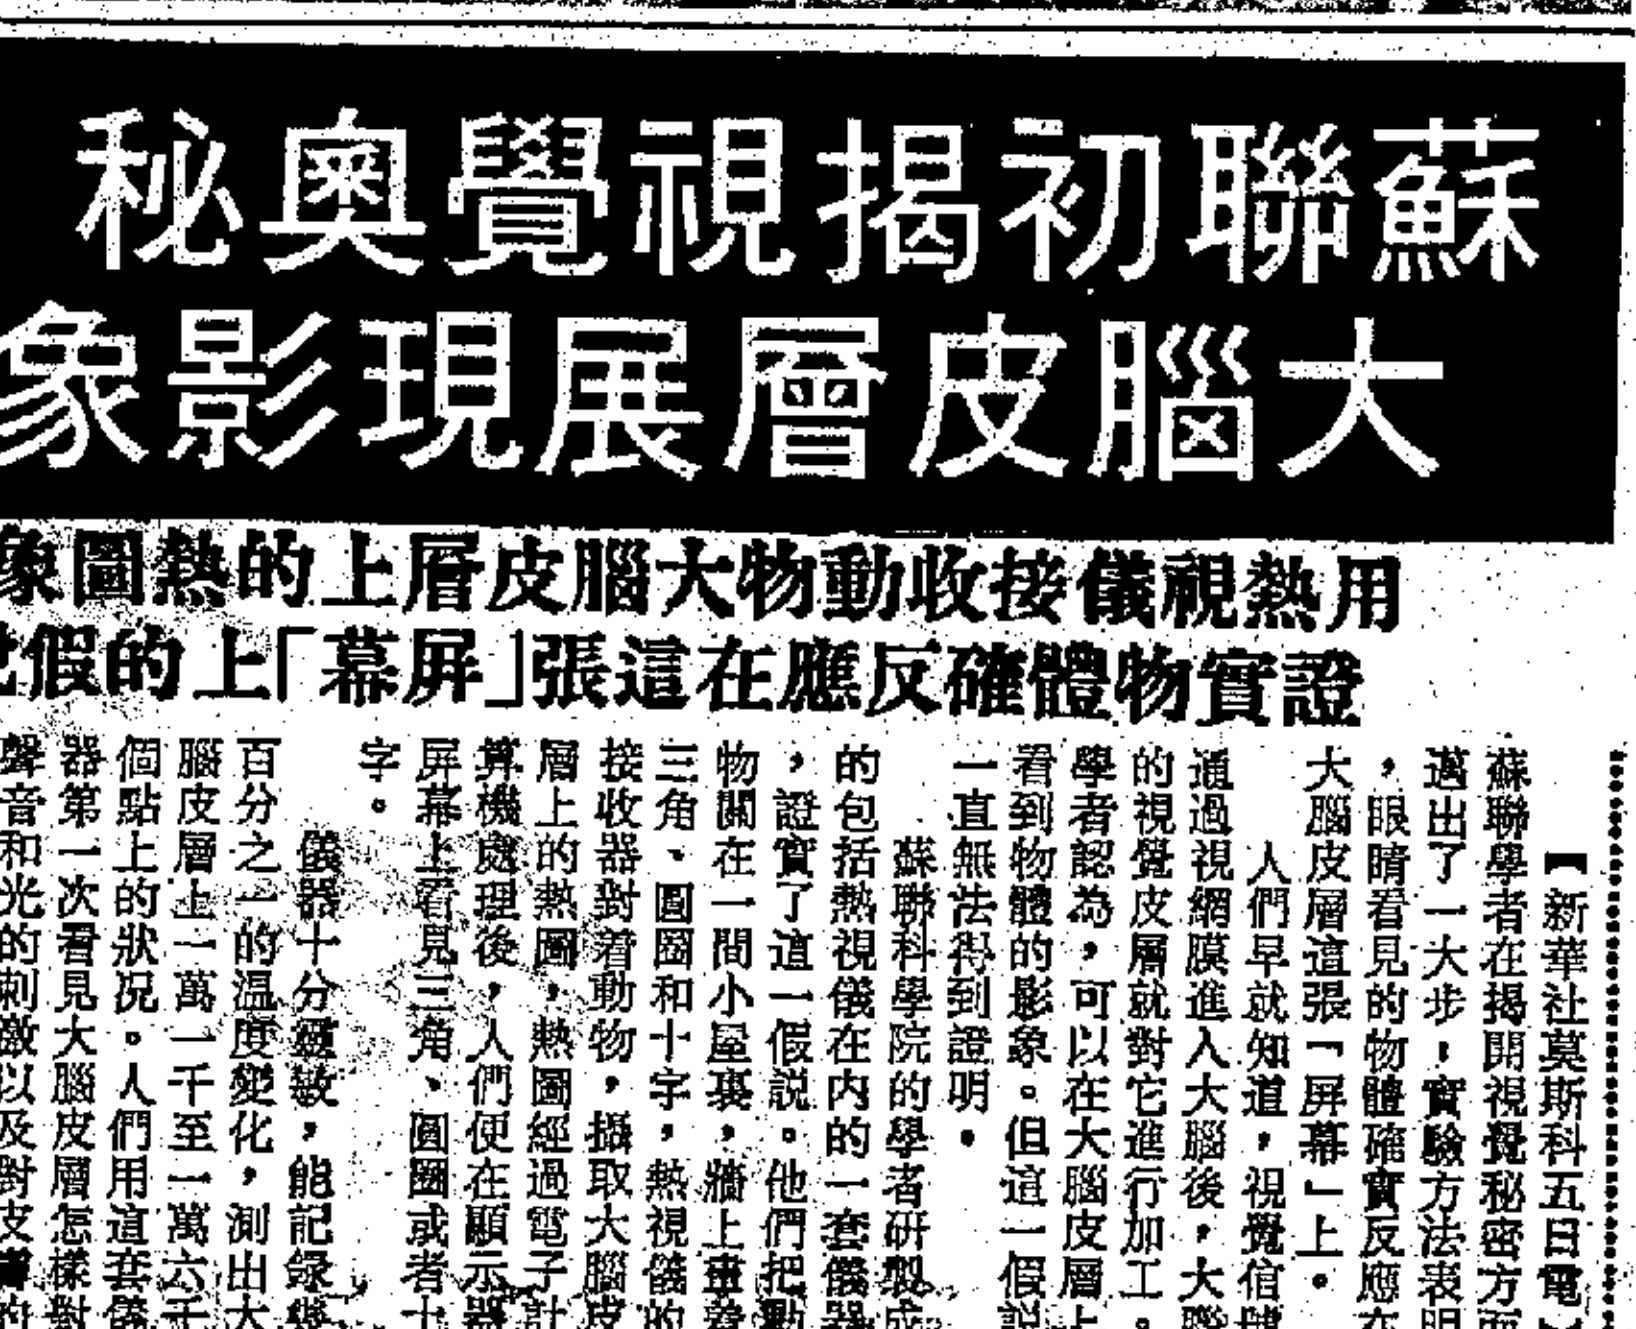 蘇聯初揭視覺奧秘
大腦皮層展現影象
用熱視儀接收動物大腦皮層上的熱圖象
證實物體確反應在這張「屏幕」上的假
【新華社莫斯科五日電】
蘇聯學者在揭開視覺秘密方面
邁出了一大步，實驗方法表明
，眼睛看見的物體確實反應在
大腦皮層這張「屏幕」上。
人們早就知道，視覺信
通過視網膜進入大腦後，大腦
的視覺皮層就對它進行加工。
學者認為，可以在大腦皮層上
看到物體的影象。但這一假説
一直無法得到證明。
蘇聯科學院的學者研製成
的包括熱視儀在內的一套儀器
，證實了這一假説。他們把動
物關在一間小屋裏，牆上畫着
三角、圓圈和十字，熱視儀的
接收器對着動物，攝取大腦皮
層上的熱圖，熱圖經過電子計
算機處理後，人們便在顯示器
屏幕上看見三角、圓圈或者十
字。
儀器十分靈敏，能記錄幾
百分之一的溫度變化，測出大
腦皮層上一萬一千至一萬六千
個點上的狀況。人們用這套儀
器第一次看見大腦皮層怎樣對
聲音和光的刺激以及對皮膚的